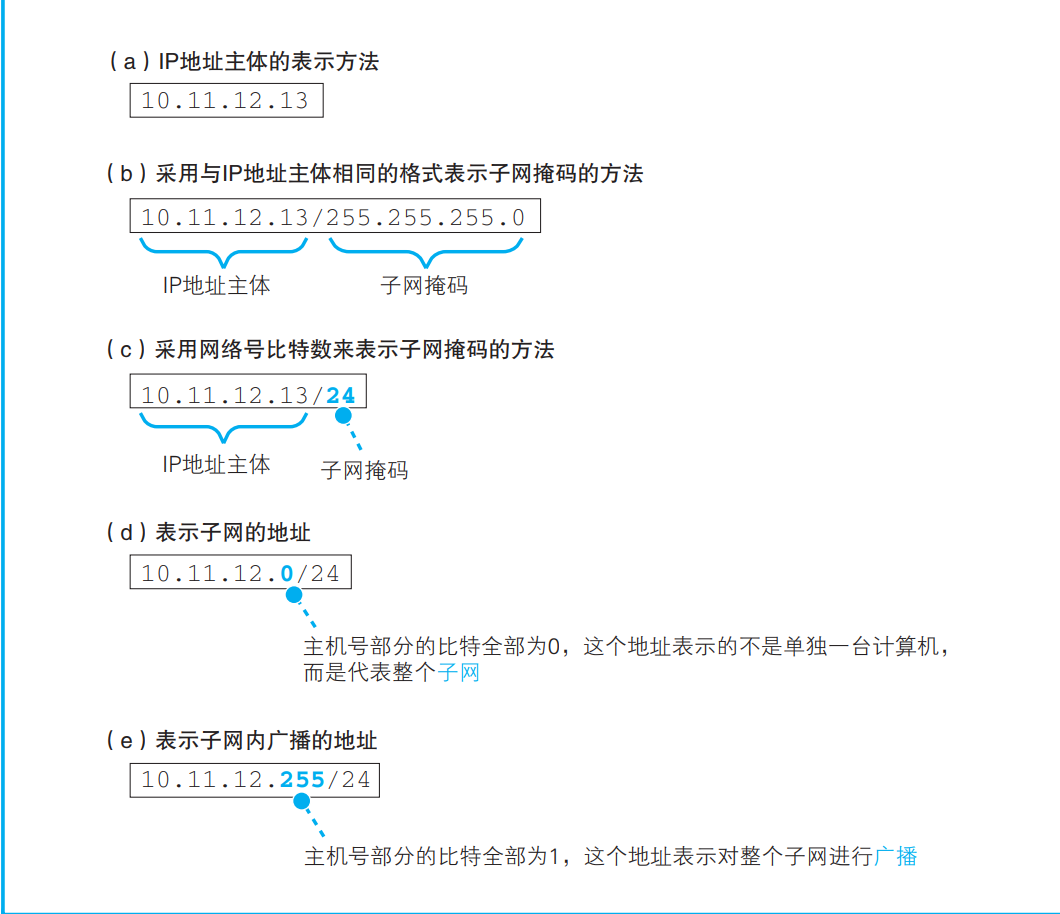 （a）IP地址主体的表示方法
10.11.12.13
（b）采用与IP地址主体相同的格式表示子网掩码的方法
10.11.12.13/255.255.255.0
IP地址主体 子网掩码
（c）采用网络号比特数来表示子网掩码的方法
10.11.12.13/24
IP地址主体 子网掩码
（d）表示子网的地址
10.11.12.0/24
主机号部分的比特全部为0，这个地址表示的不是单独一台计算机，
而是代表整个子网
（e）表示子网内广播的地址
10.11.12.255/24
主机号部分的比特全部为1，这个地址表示对整个子网进行广播